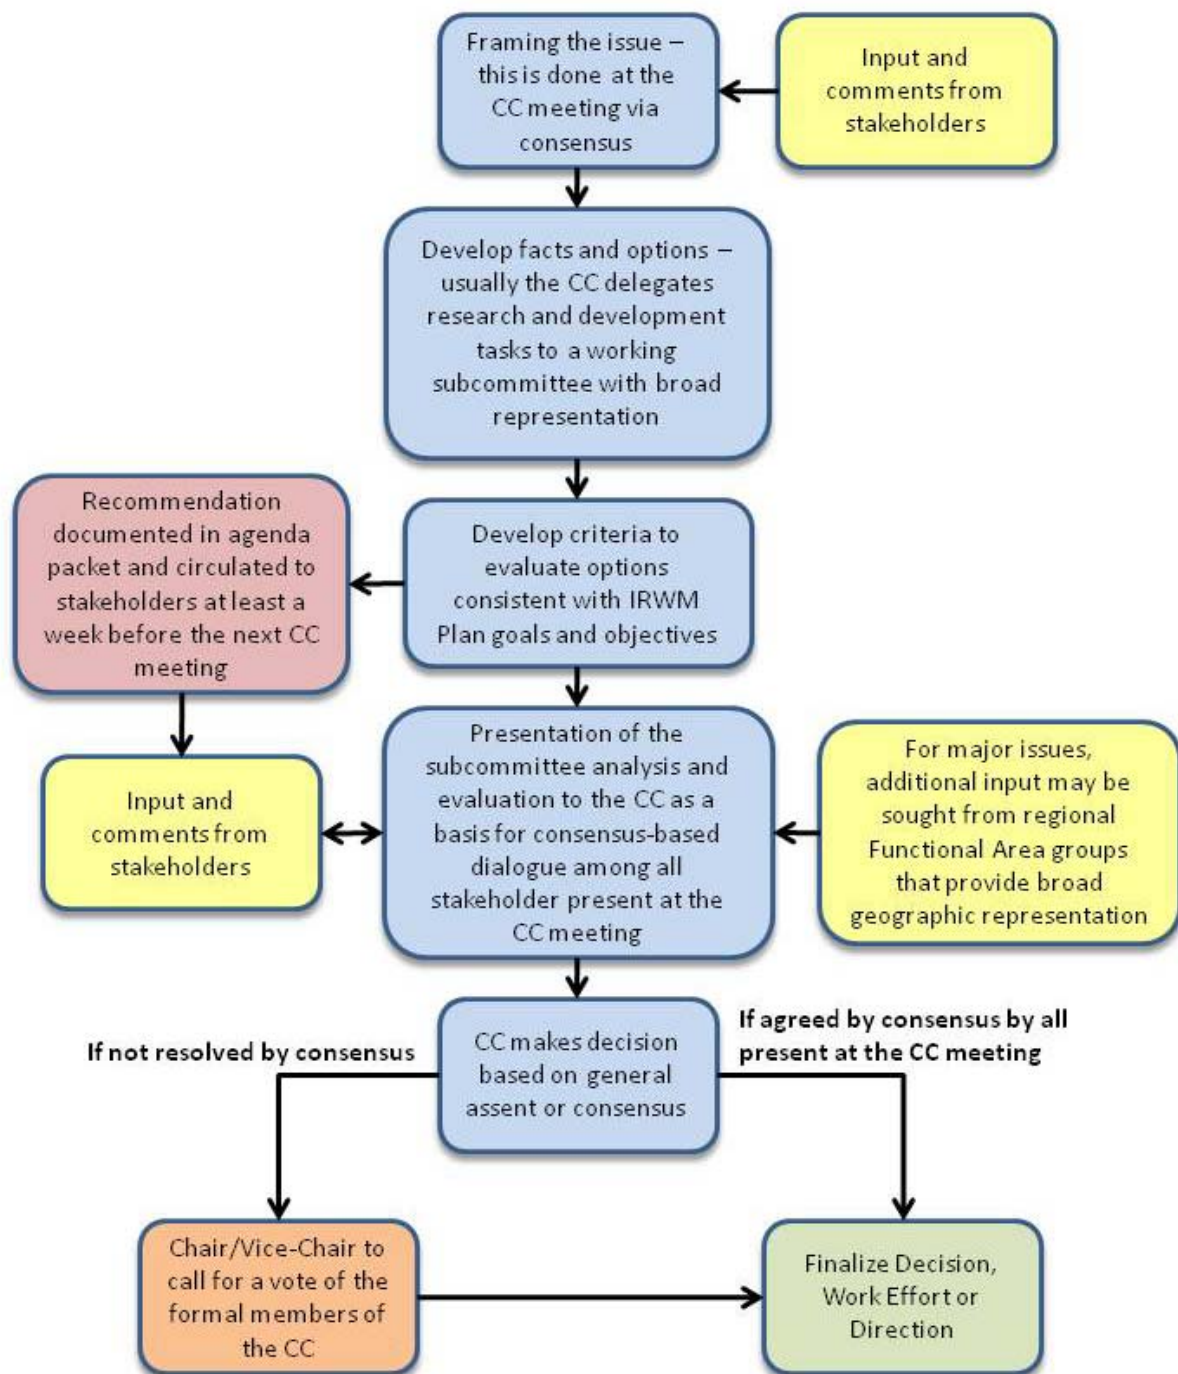 Framing the issue –
this is done at the
CC meeting via
consensus
Input and
comments from
stakeholders
Develop facts and options –
usually the CC delegates
research and development
tasks to a working
subcommittee with broad
representation
Recommendation
documented in agenda
packet and circulated to
stakeholders at least a
week before the next CC
meeting
Develop criteria to
evaluate options
consistent with IRWM
Plan goals and objectives
Input and
comments from
stakeholders
Presentation of the
subcommittee analysis and
evaluation to the CC as a
basis for consensus-based
dialogue among all
stakeholder present at the
CC meeting
For major issues,
additional input may be
sought from regional
Functional Area groups
that provide broad
geographic representation
If not resolved by consensus
CC makes decision
based on general
assent or consensus
If agreed by consensus by all
present at the CC meeting
Chair/Vice-Chair to
call for a vote of the
formal members of
the CC
Finalize Decision,
Work Effort or
Direction